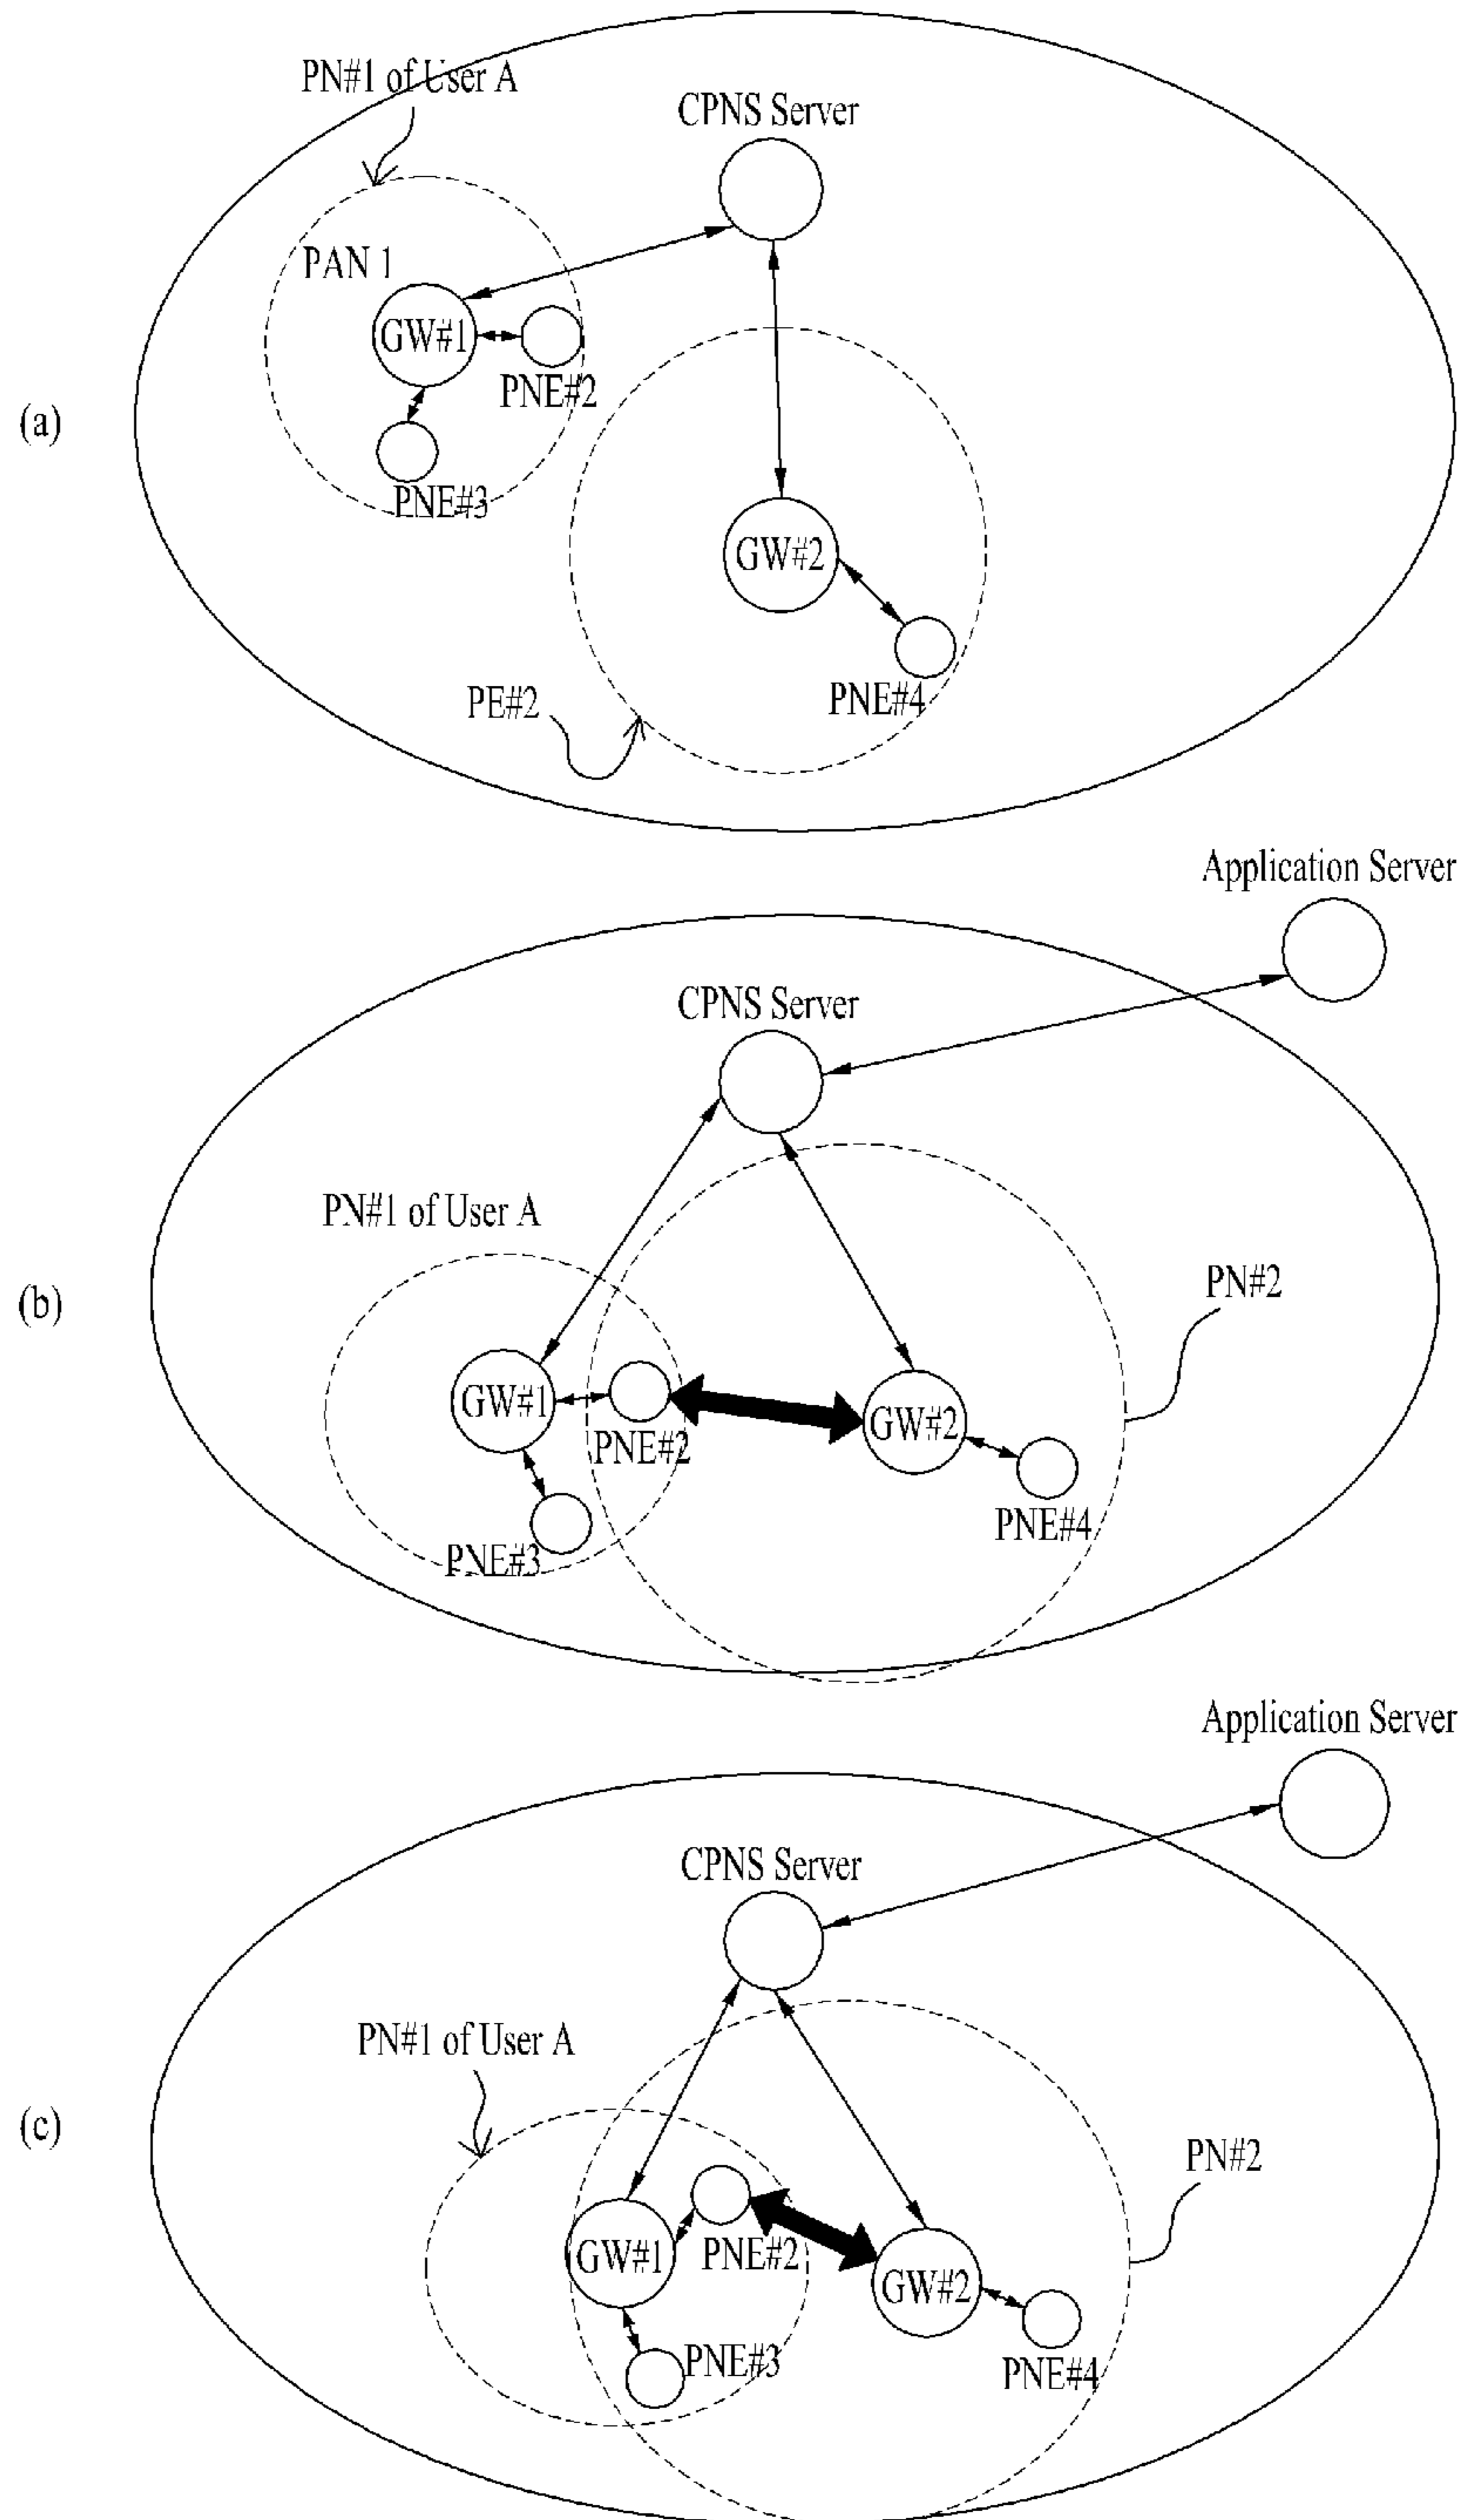 PN#1 of User A
CPNS Server
PAN 1
GW#1
PNE#2
(a)
PNE#3
GW#2
PE#2
PNE#4
Application Server
CPNS Server
PN#1 of User A
PN#2
(b)
GW#1
GW#2
PNE#2
PNE#4
PNE#3
Application Server
CPNS Server
PN#1 of User A
(c)
PN#2
GW#1
PNE#2
GW#2
PNE#3
PNE#4